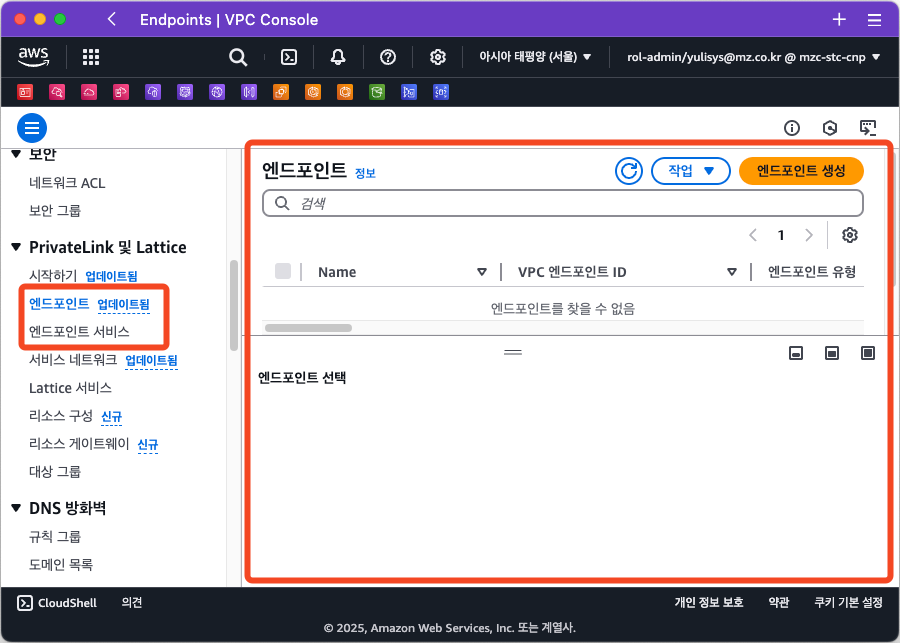 Endpoints | VPC Console
aws
아시아 태평양 (서울)
rol-admin/yulisys@mz.co.kr @ mzc-stc-cnp
보안
네트워크 ACL
보안 그룹
PrivateLink 및 Lattice
시작하기 업데이트됨
엔드포인트 업데이트됨
엔드포인트 서비스
서비스 네트워크 업데이트됨
Lattice 서비스
리소스 구성 신규
리소스 게이트웨이 신규
대상 그룹
DNS 방화벽
규칙 그룹
도메인 목록
엔드포인트 정보
작업
엔드포인트 생성
검색
1
Name VPC 엔드포인트 ID 엔드포인트 유형
엔드포인트를 찾을 수 없음
엔드포인트 선택
CloudShell 의견 개인 정보 보호 약관 쿠키 기본 설정
© 2025, Amazon Web Services, Inc. 또는 계열사.